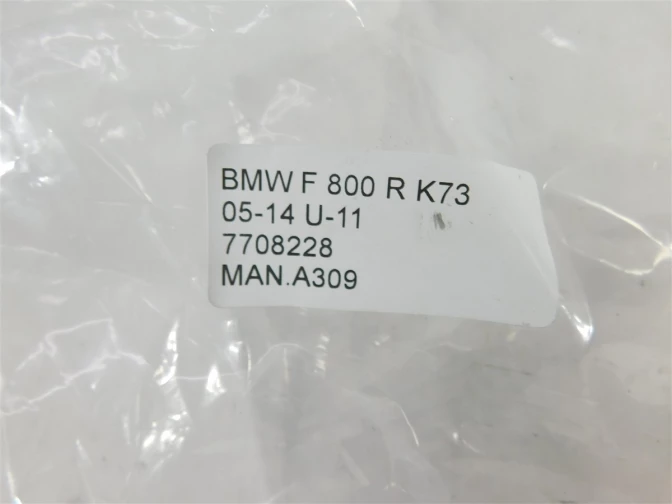 BMW F 800 R K73
05-14 U-11
7708228
MAN.A309